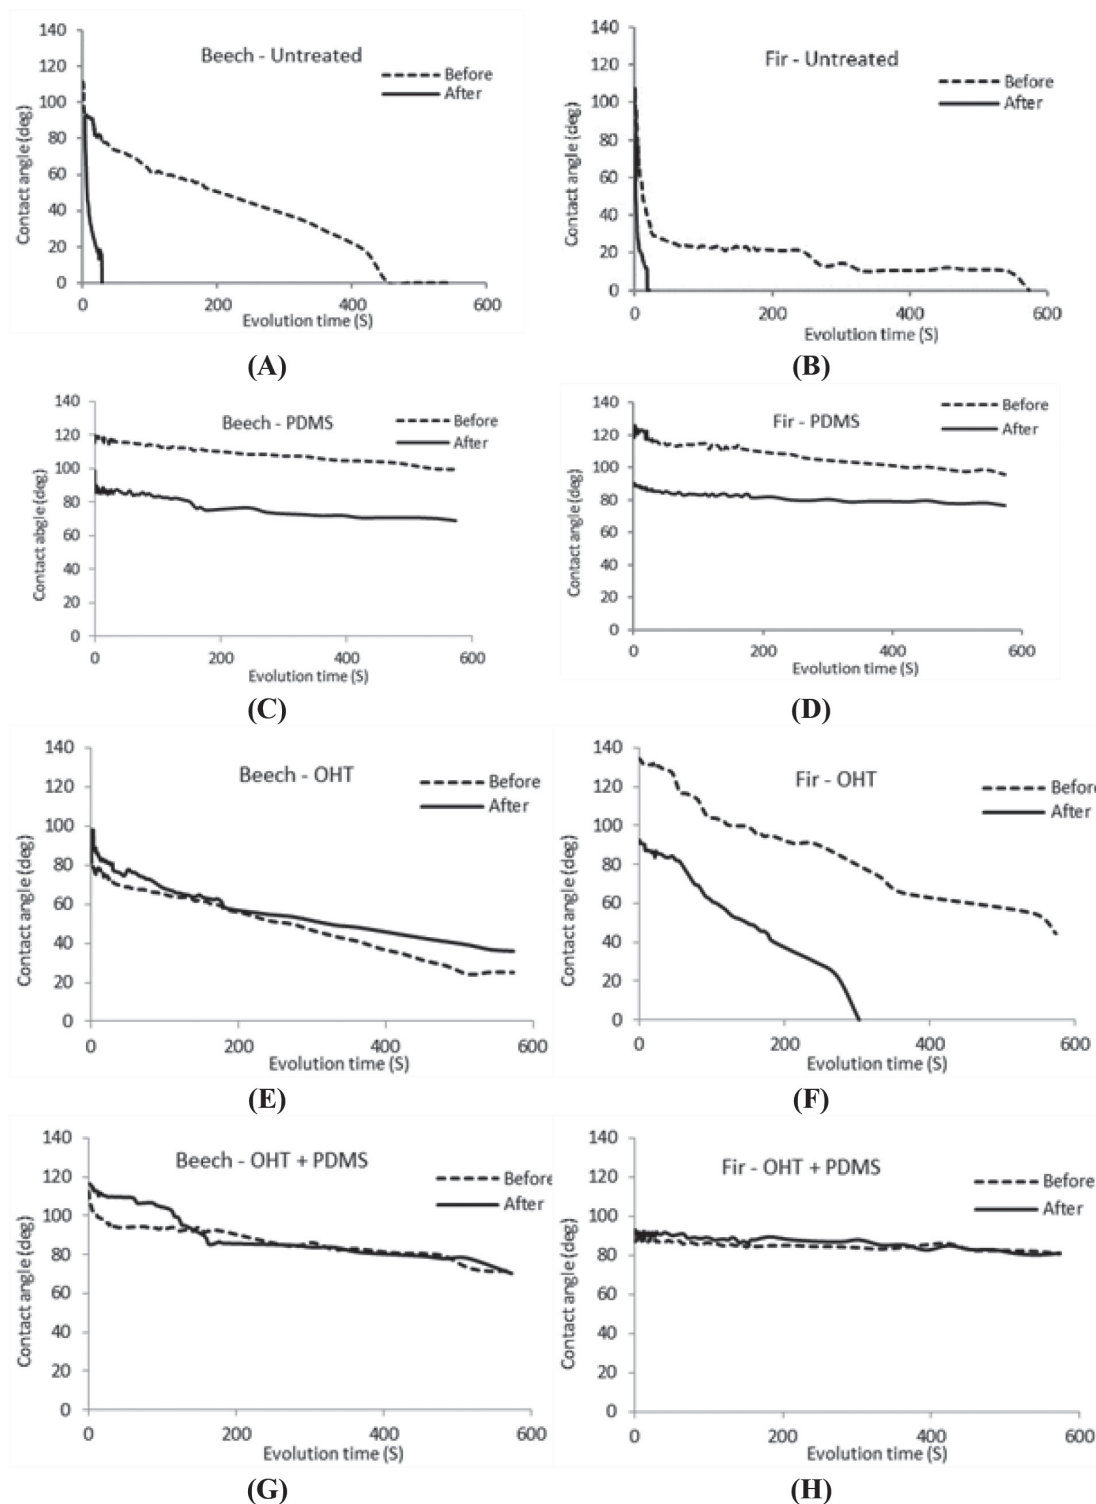 Beech - Untreated
Before
After
Contact angle (deg)
140
120
100
80
60
40
20
0
0 200 400 600
Evolution time (S)
(A)
Fir - Untreated
Before
After
Contact angle (deg)
140
120
100
80
60
40
20
0
0 200 400 600
Evolution time (S)
(B)
Beech - PDMS
Before
After
Contact abgle (deg)
140
120
100
80
60
40
20
0
0 200 400 600
Evolution time (S)
(C)
Fir - PDMS
Before
After
Contact angle (deg)
140
120
100
80
60
40
20
0
0 200 400 600
Evolution time (S)
(D)
Beech - OHT
Before
After
Contact angle (deg)
140
120
100
80
60
40
20
0
0 200 400 600
Evolution time (S)
(E)
Fir - OHT
Before
After
Contact angle (deg)
140
120
100
80
60
40
20
0
0 200 400 600
Evolution time (S)
(F)
Beech - OHT + PDMS
Before
After
Contact angle (deg)
140
120
100
80
60
40
20
0
0 200 400 600
Evolution time (S)
(G)
Fir - OHT + PDMS
Before
After
Contact angle (deg)
140
120
100
80
60
40
20
0
0 200 400 600
Evolution time (S)
(H)